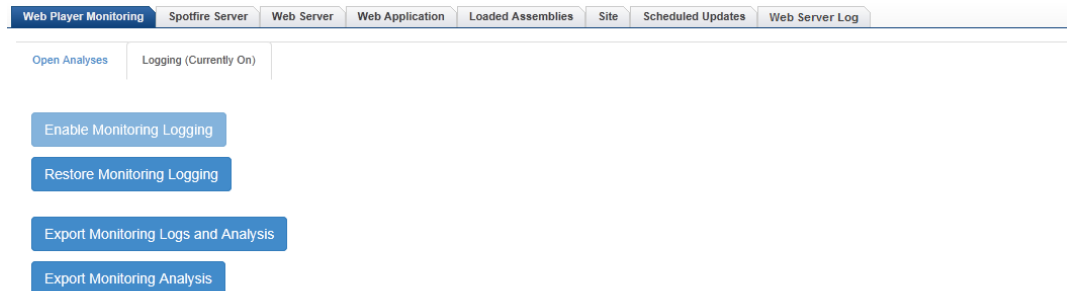 Web Player Monitoring Spotfire Server Web Server Web Application Loaded Assemblies Site Scheduled Updates Web Server Log
Open Analyses Logging (Currently On)
Enable Monitoring Logging
Restore Monitoring Logging
Export Monitoring Logs and Analysis
Export Monitoring Analysis